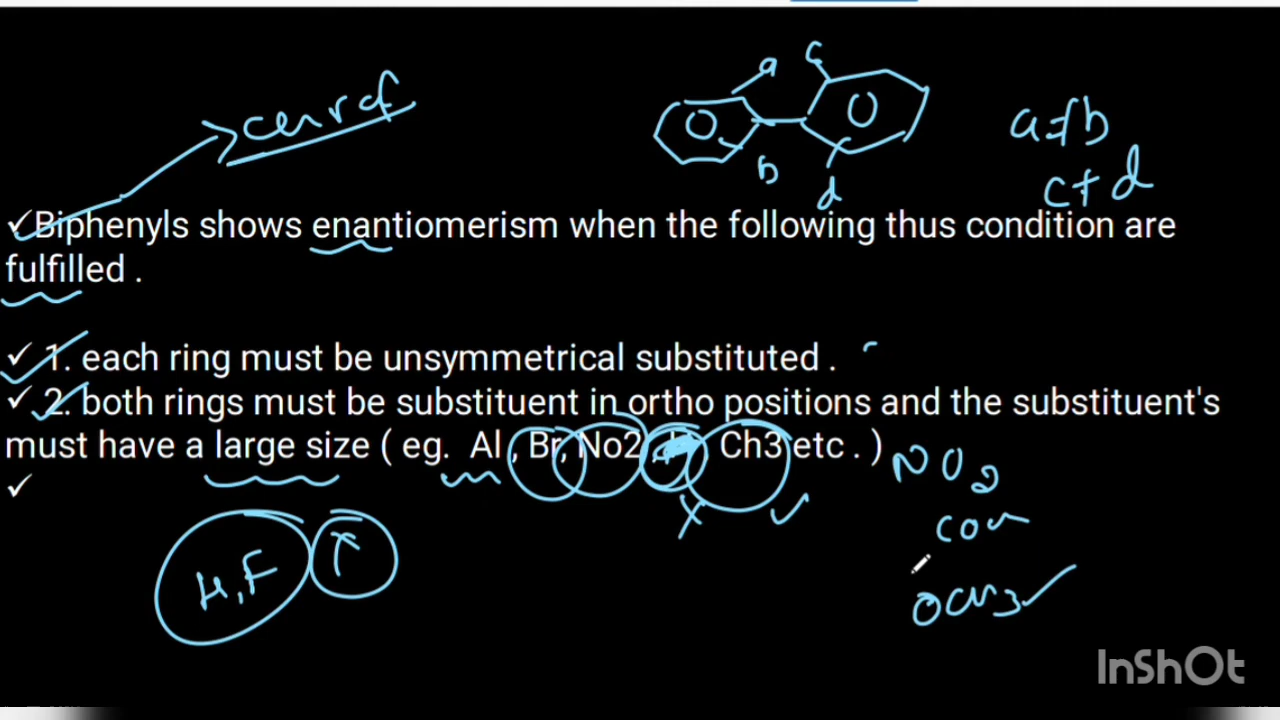 a c
O O a≠b
b d c≠d
✓ Biphenyls shows enantiomerism when the following thus condition are
fulfilled .
✓ 1. each ring must be unsymmetrical substituted .
✓ 2. both rings must be substituent in ortho positions and the substituent's
must have a large size ( eg. Al , Br, No2 Ch3 etc . )
✓
NO2
H, F
OCH3
InShOt